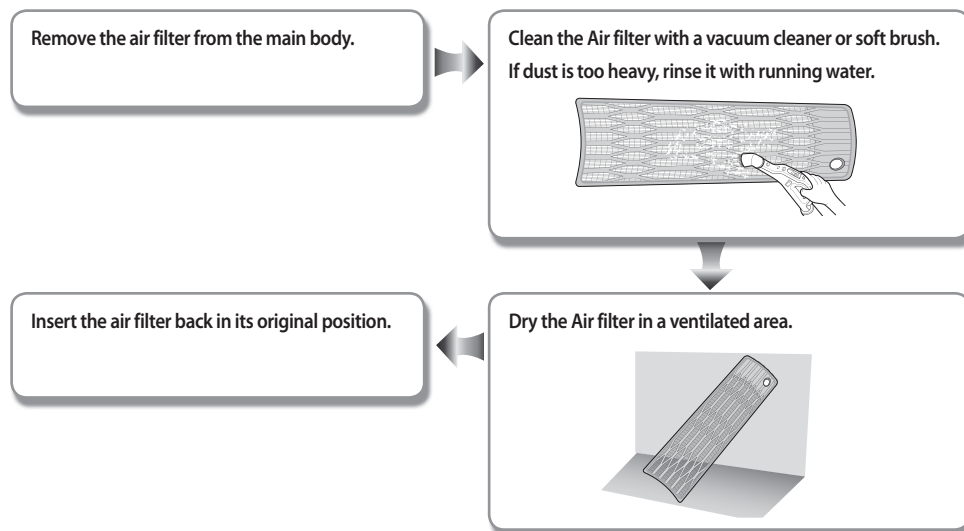 Remove the air filter from the main body.
Clean the Air filter with a vacuum cleaner or soft brush.
If dust is too heavy, rinse it with running water.
Dry the Air filter in a ventilated area.
Insert the air filter back in its original position.